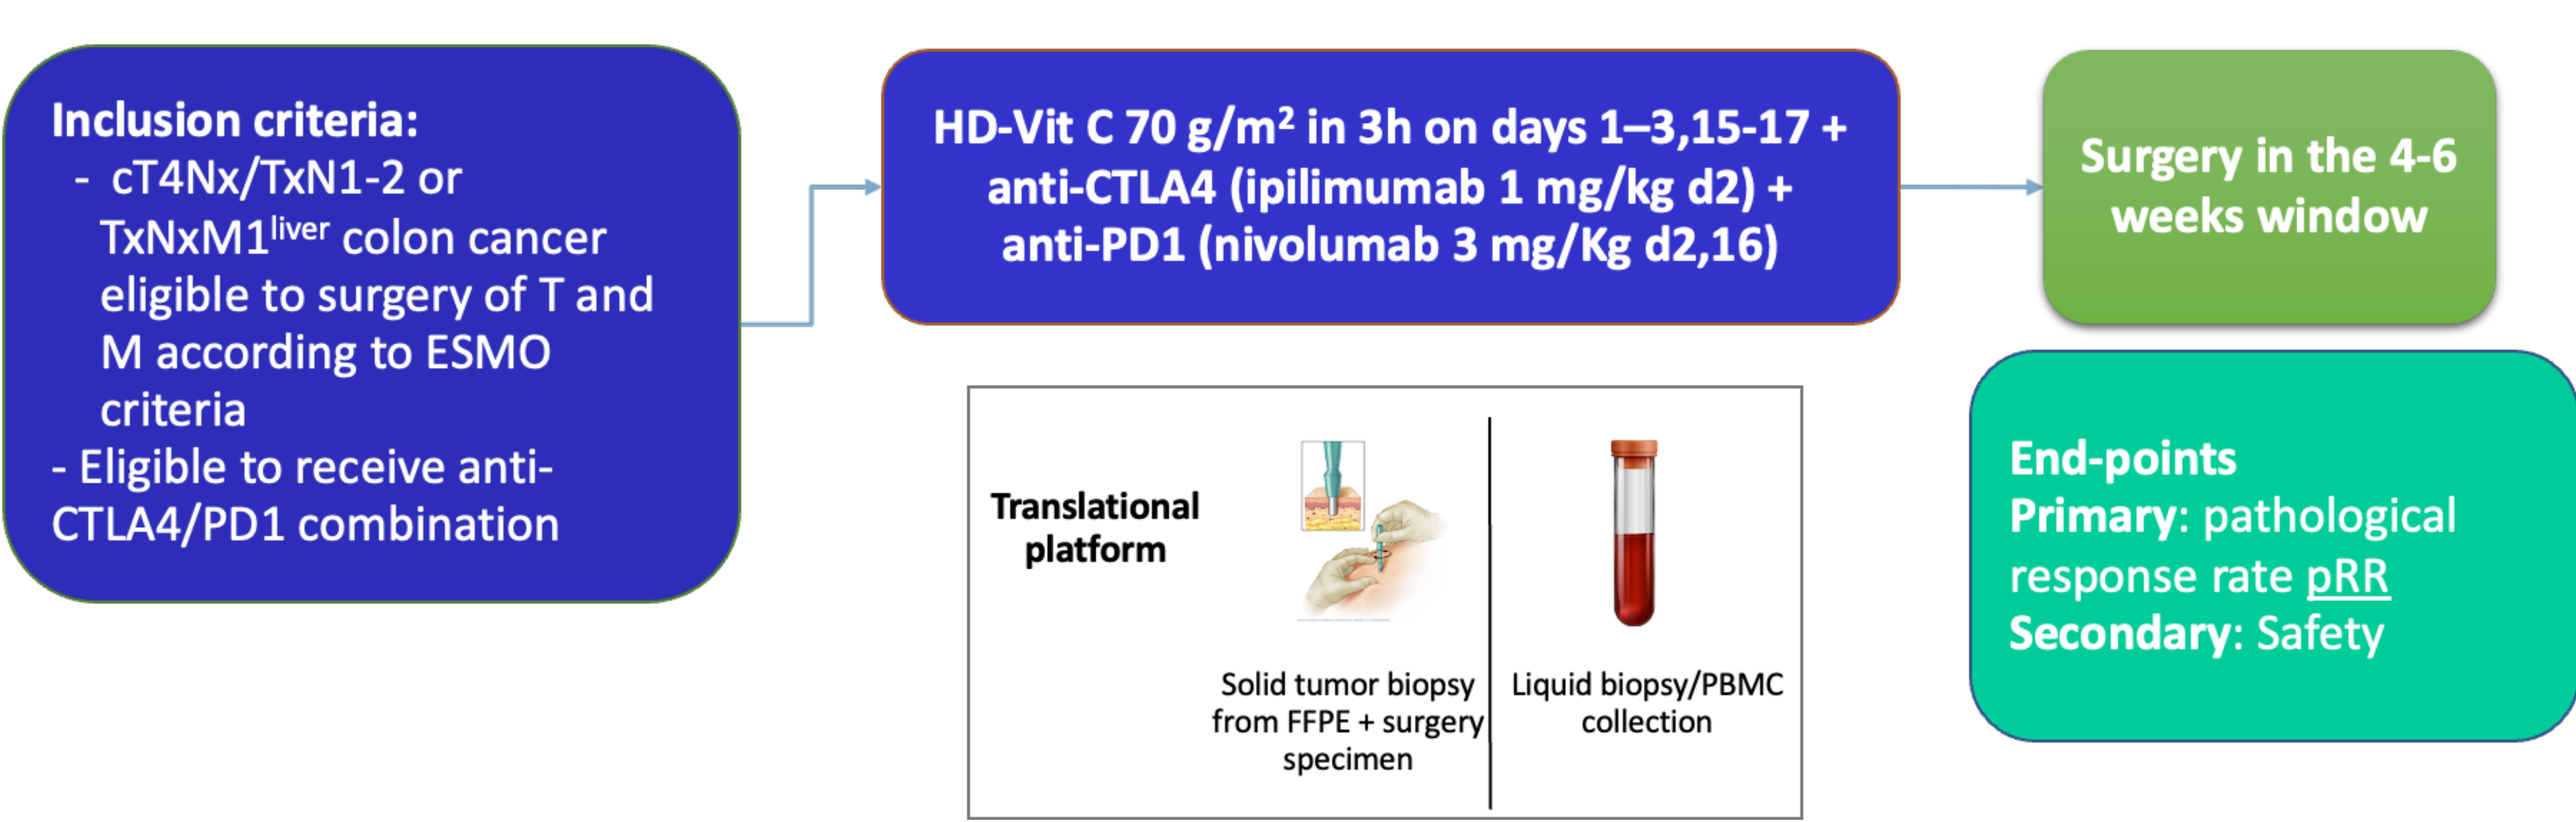 Inclusion criteria:
- cT4Nx/TxN1-2 or
TxNxM1liver colon cancer
eligible to surgery of T and
M according to ESMO
criteria
- Eligible to receive anti-
CTLA4/PD1 combination
HD-Vit C 70 g/m² in 3h on days 1–3,15-17 +
anti-CTLA4 (ipilimumab 1 mg/kg d2) +
anti-PD1 (nivolumab 3 mg/Kg d2,16)
Surgery in the 4-6
weeks window
Translational
platform
Solid tumor biopsy
from FFPE + surgery
specimen
Liquid biopsy/PBMC
collection
End-points
Primary: pathological
response rate pRR
Secondary: Safety